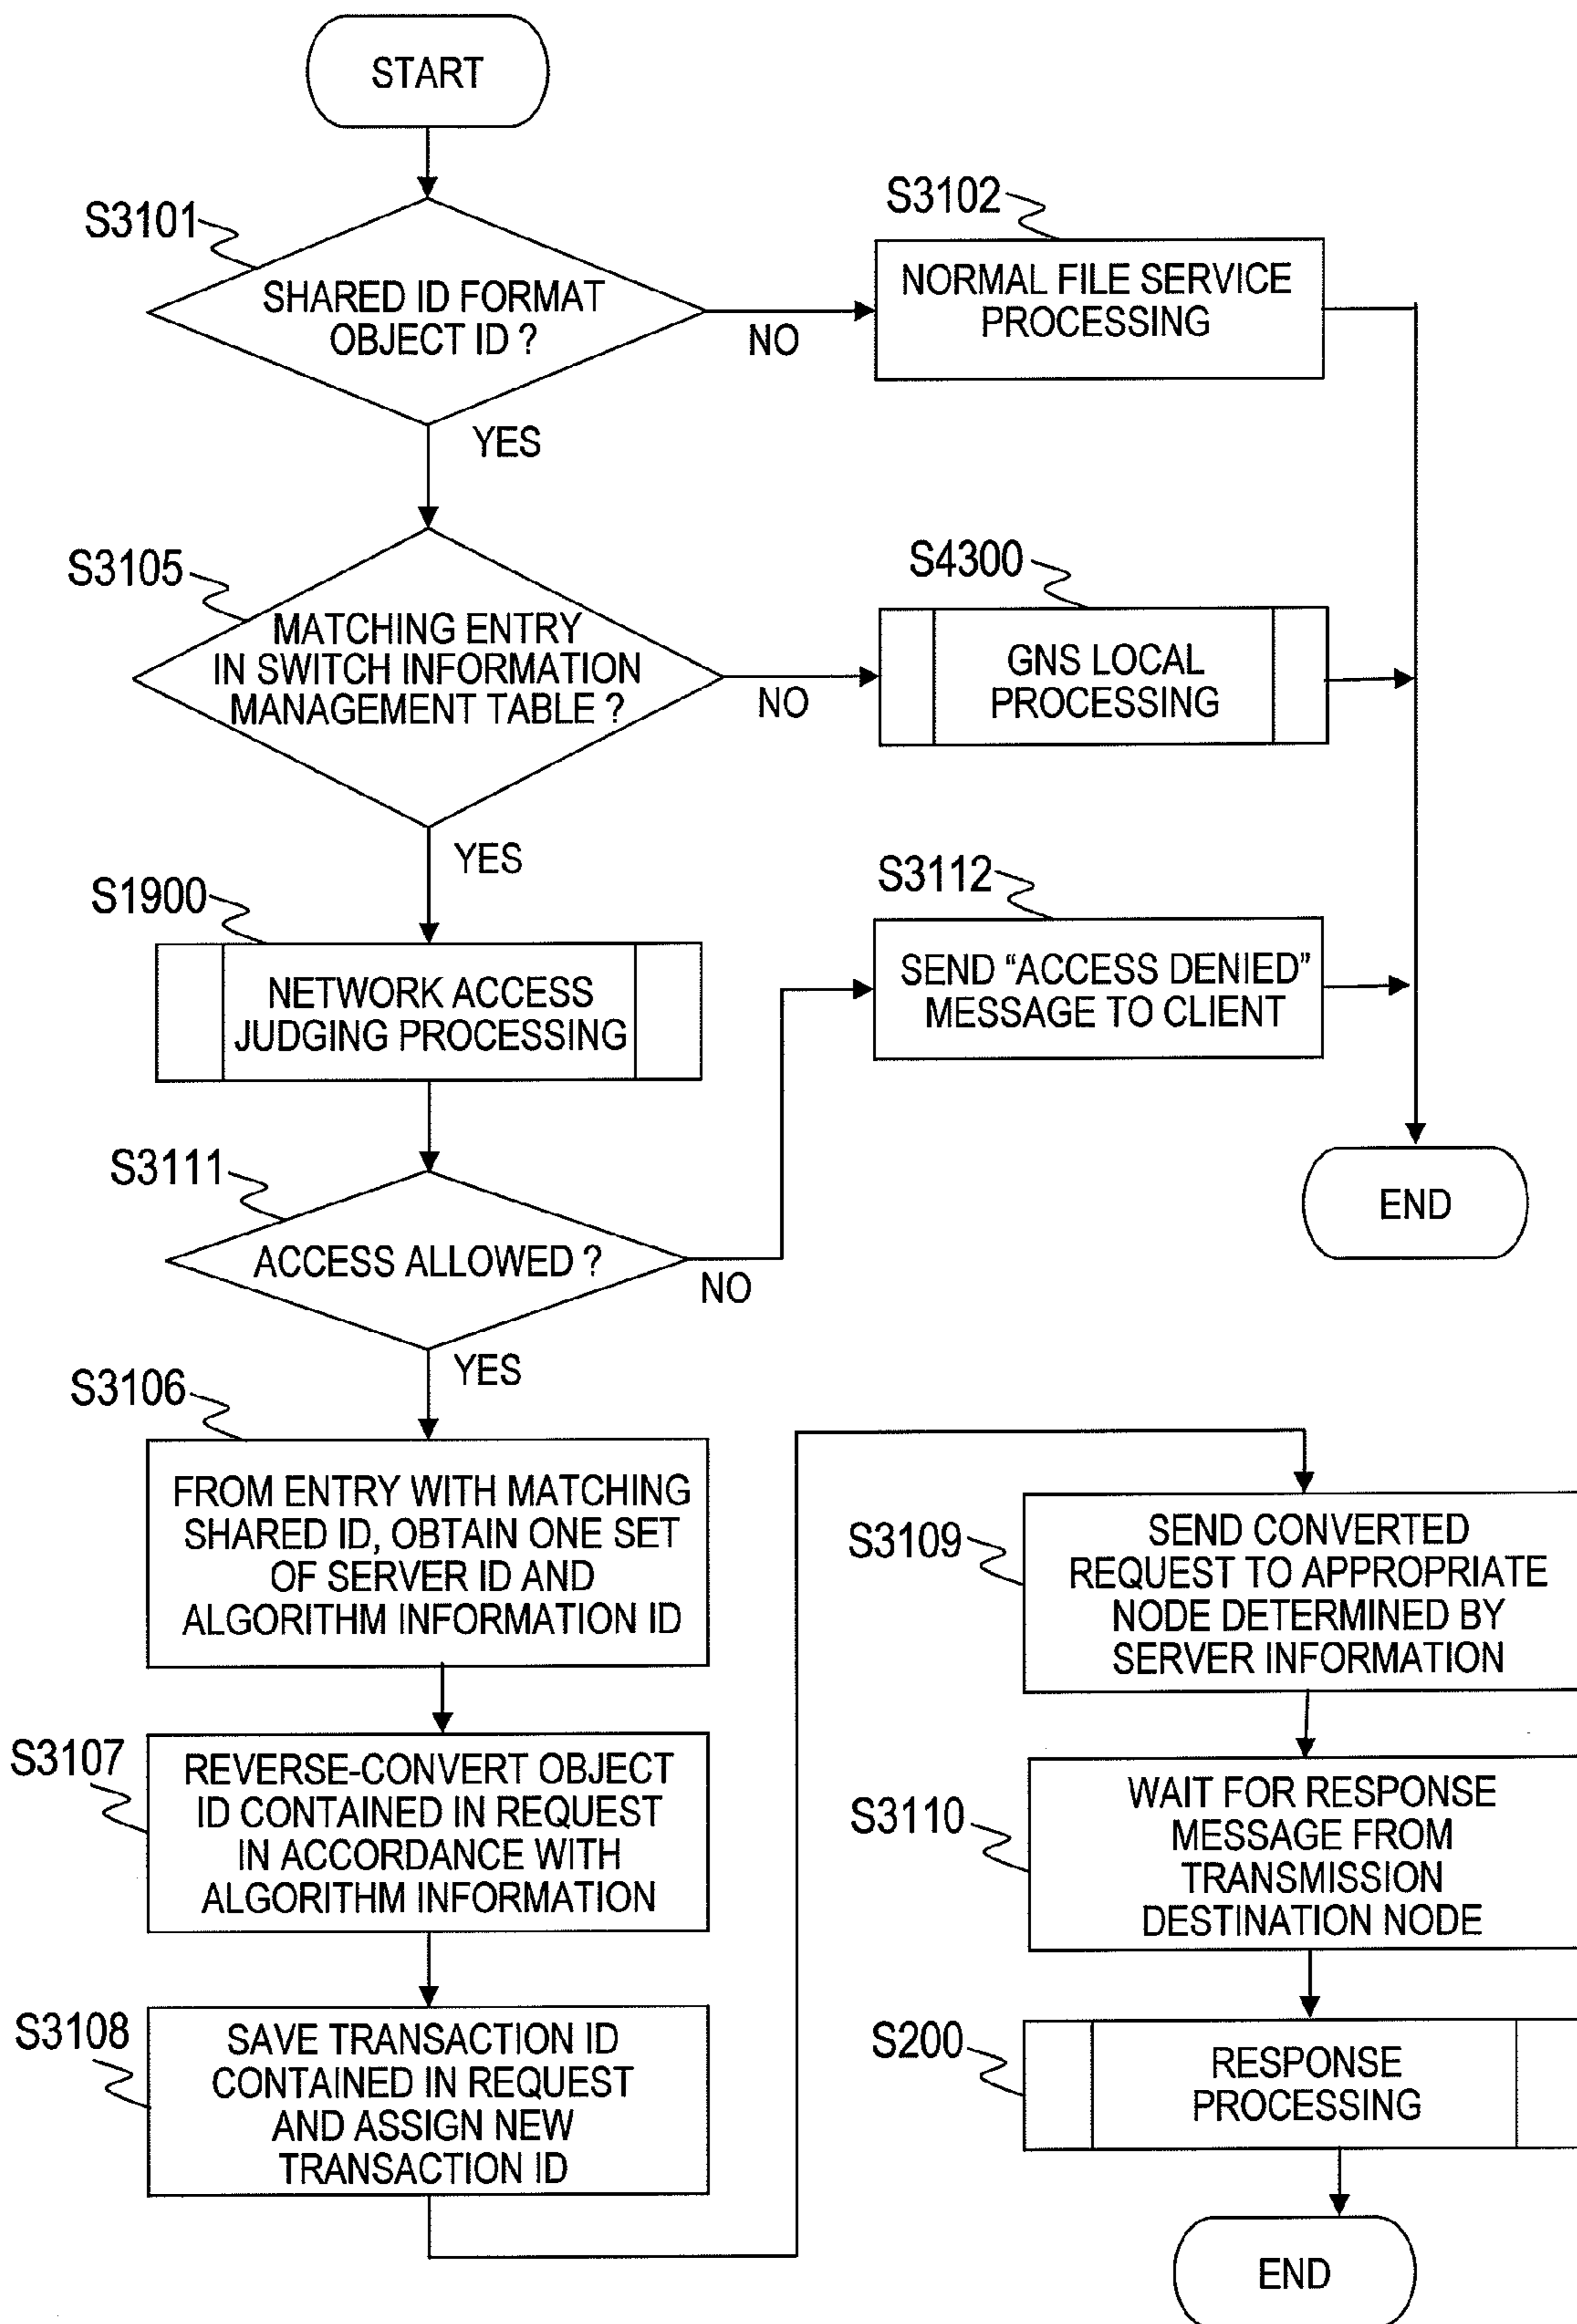 START
S3101
SHARED ID FORMAT
OBJECT ID ?
NO
YES
S3102
NORMAL FILE SERVICE
PROCESSING
S3105
MATCHING ENTRY
IN SWITCH INFORMATION
MANAGEMENT TABLE ?
NO
YES
S4300
GNS LOCAL
PROCESSING
S1900
NETWORK ACCESS
JUDGING PROCESSING
S3112
SEND “ACCESS DENIED”
MESSAGE TO CLIENT
S3111
ACCESS ALLOWED ?
NO
YES
END
S3106
FROM ENTRY WITH MATCHING
SHARED ID, OBTAIN ONE SET
OF SERVER ID AND
ALGORITHM INFORMATION ID
S3107
REVERSE-CONVERT OBJECT
ID CONTAINED IN REQUEST
IN ACCORDANCE WITH
ALGORITHM INFORMATION
S3108
SAVE TRANSACTION ID
CONTAINED IN REQUEST
AND ASSIGN NEW
TRANSACTION ID
S3109
SEND CONVERTED
REQUEST TO APPROPRIATE
NODE DETERMINED BY
SERVER INFORMATION
S3110
WAIT FOR RESPONSE
MESSAGE FROM
TRANSMISSION
DESTINATION NODE
S200
RESPONSE
PROCESSING
END